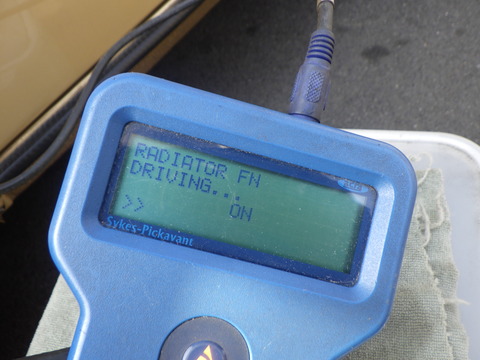 RADIATOR FN
DRIVING...
>> ON
Sykes-Pickavant